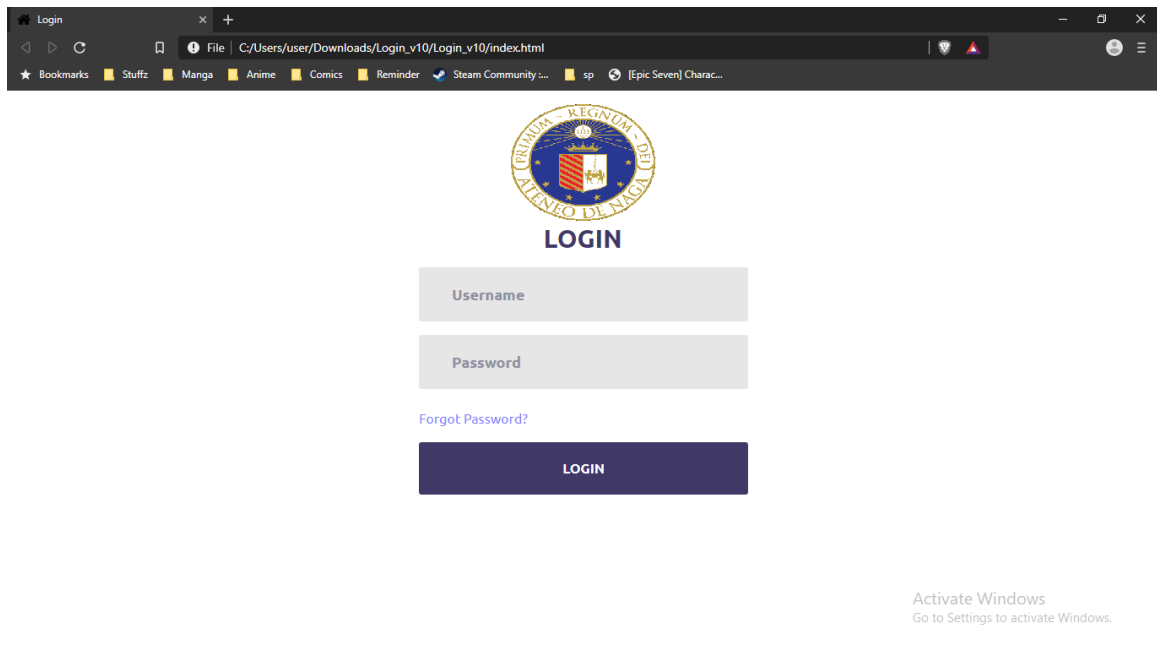 Login
File C:/Users/user/Downloads/Login_v10/Login_v10/index.html
Bookmarks Stuffz Manga Anime Comics Reminder Steam Community :... sp [Epic Seven] Charac...
PRIMUM - REGNUM - DEI
IHS
ATENEO DE NAGA
LOGIN
Username
Password
Forgot Password?
LOGIN
Activate Windows
Go to Settings to activate Windows.